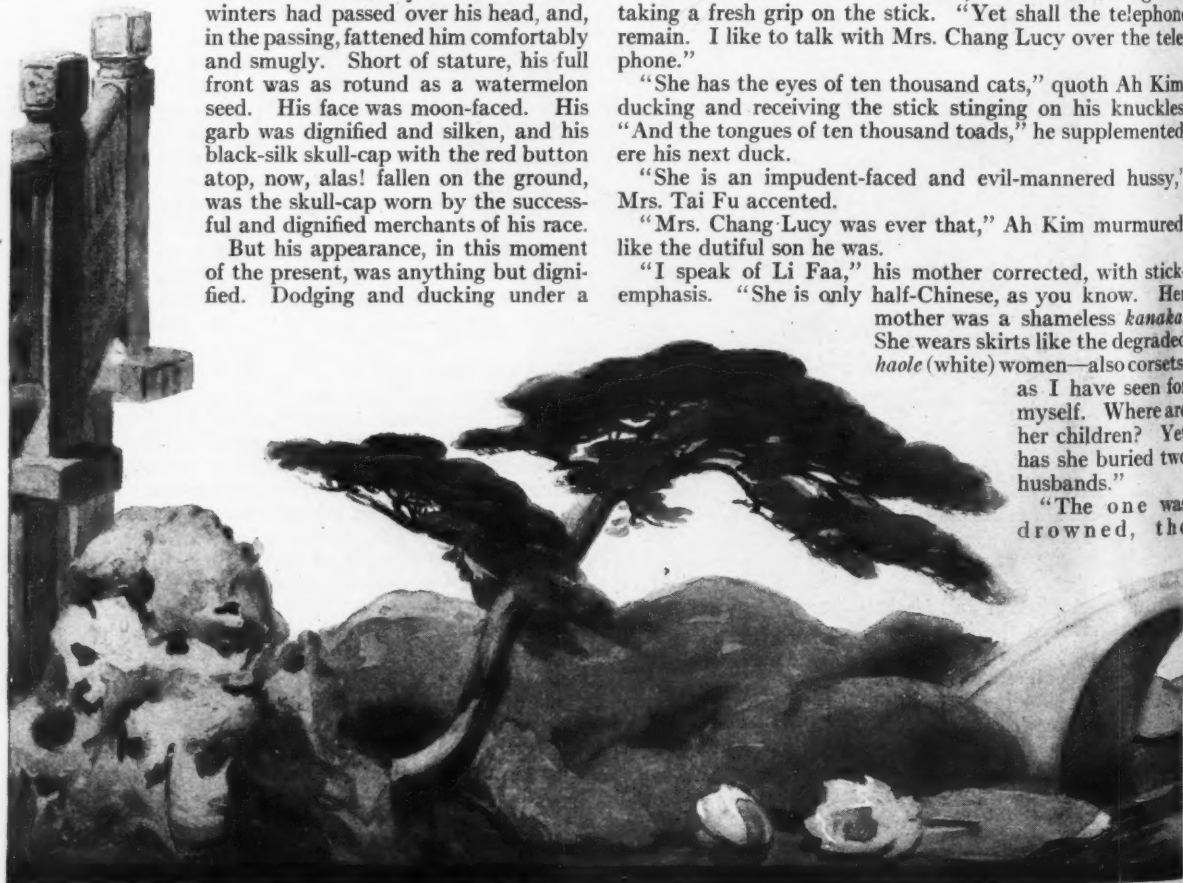 winters had passed over his head, and,
in the passing, fattened him comfortably
and smugly. Short of stature, his full
front was as rotund as a watermelon
seed. His face was moon-faced. His
garb was dignified and silken, and his
black-silk skull-cap with the red button
atop, now, alas! fallen on the ground,
was the skull-cap worn by the success-
ful and dignified merchants of his race.
But his appearance, in this moment
of the present, was anything but digni-
fied. Dodging and ducking under a
taking a fresh grip on the stick. “Yet shall the telephone
remain. I like to talk with Mrs. Chang Lucy over the tele
phone.”
“She has the eyes of ten thousand cats,” quoth Ah Kim
ducking and receiving the stick stinging on his knuckles
“And the tongues of ten thousand toads,” he supplemented
ere his next duck.
“She is an impudent-faced and evil-mannered hussy,”
Mrs. Tai Fu accented.
“Mrs. Chang Lucy was ever that,” Ah Kim murmured
like the dutiful son he was.
“I speak of Li Faa,” his mother corrected, with stick
emphasis. “She is only half-Chinese, as you know. Her
mother was a shameless kanaka
She wears skirts like the degraded
haole (white) women—also corsets
as I have seen for
myself. Where are
her children? Yet
has she buried two
husbands.”
“The one was
drowned, the